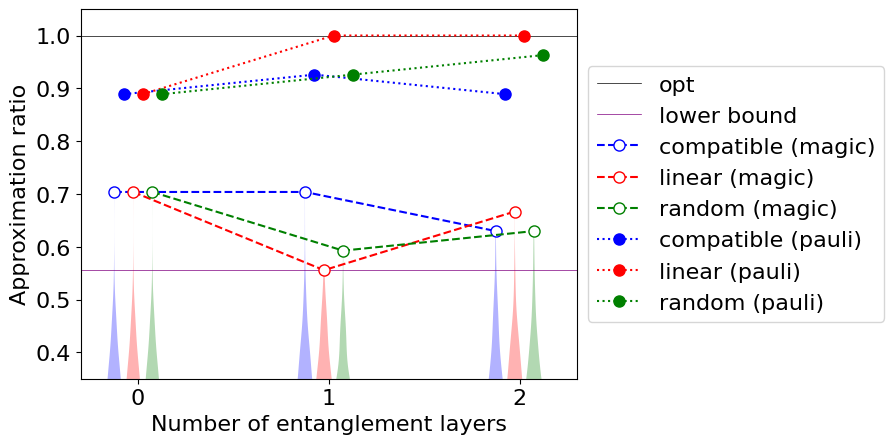 1.0
0.9
0.8
0.7
0.6
0.5
0.4
Approximation ratio
0 1 2
Number of entanglement layers
opt
lower bound
compatible (magic)
linear (magic)
random (magic)
compatible (pauli)
linear (pauli)
random (pauli)